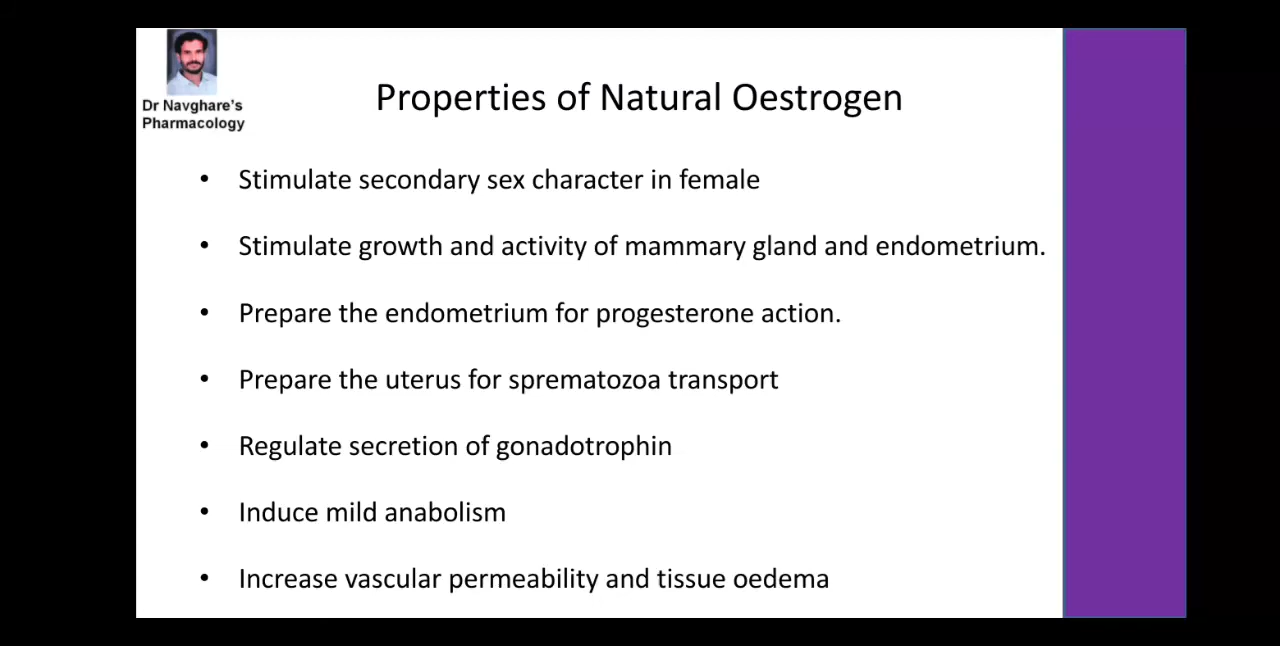 Dr Navghare's
Pharmacology
Properties of Natural Oestrogen
• Stimulate secondary sex character in female
• Stimulate growth and activity of mammary gland and endometrium.
• Prepare the endometrium for progesterone action.
• Prepare the uterus for sprematozoa transport
• Regulate secretion of gonadotrophin
• Induce mild anabolism
• Increase vascular permeability and tissue oedema